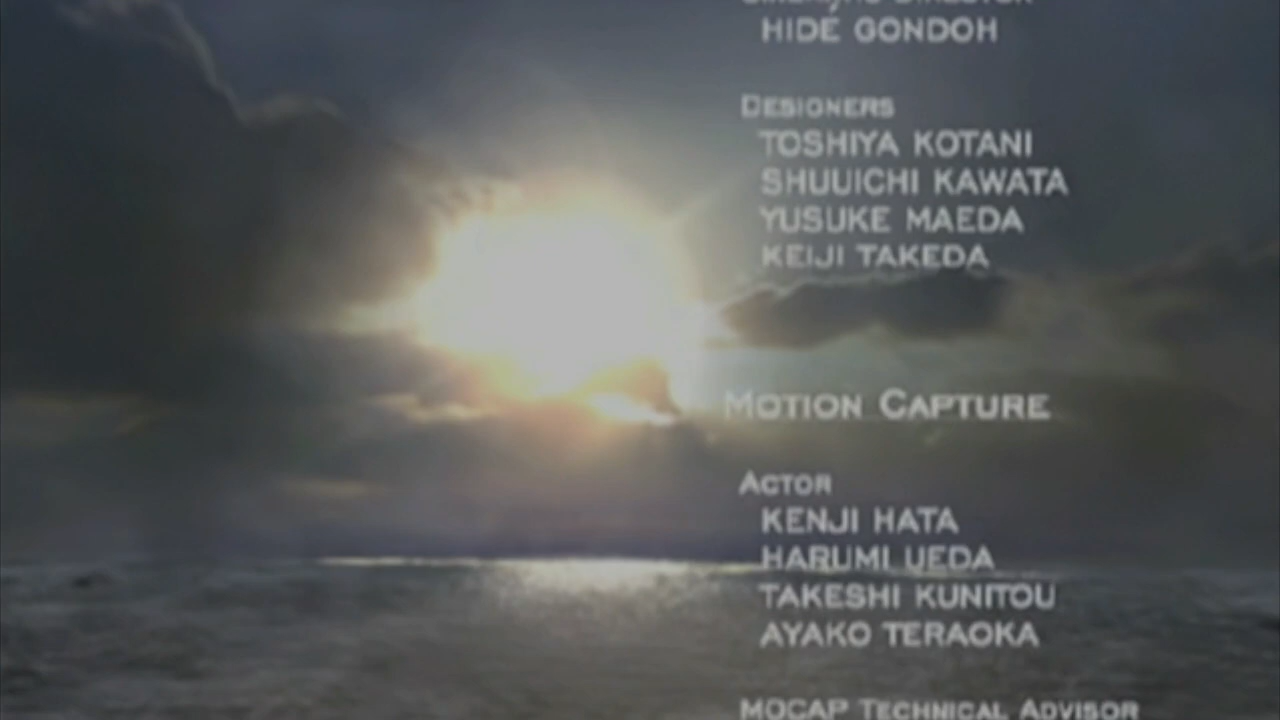 HIDE GONDOH
DESIGNERS
TOSHIYA KOTANI
SHUUICHI KAWATA
YUSUKE MAEDA
KEIJI TAKEDA
MOTION CAPTURE
ACTOR
KENJI HATA
HARUMI UEDA
TAKESHI KUNITOU
AYAKO TERAOKA
MOCAP TECHNICAL ADVISOR